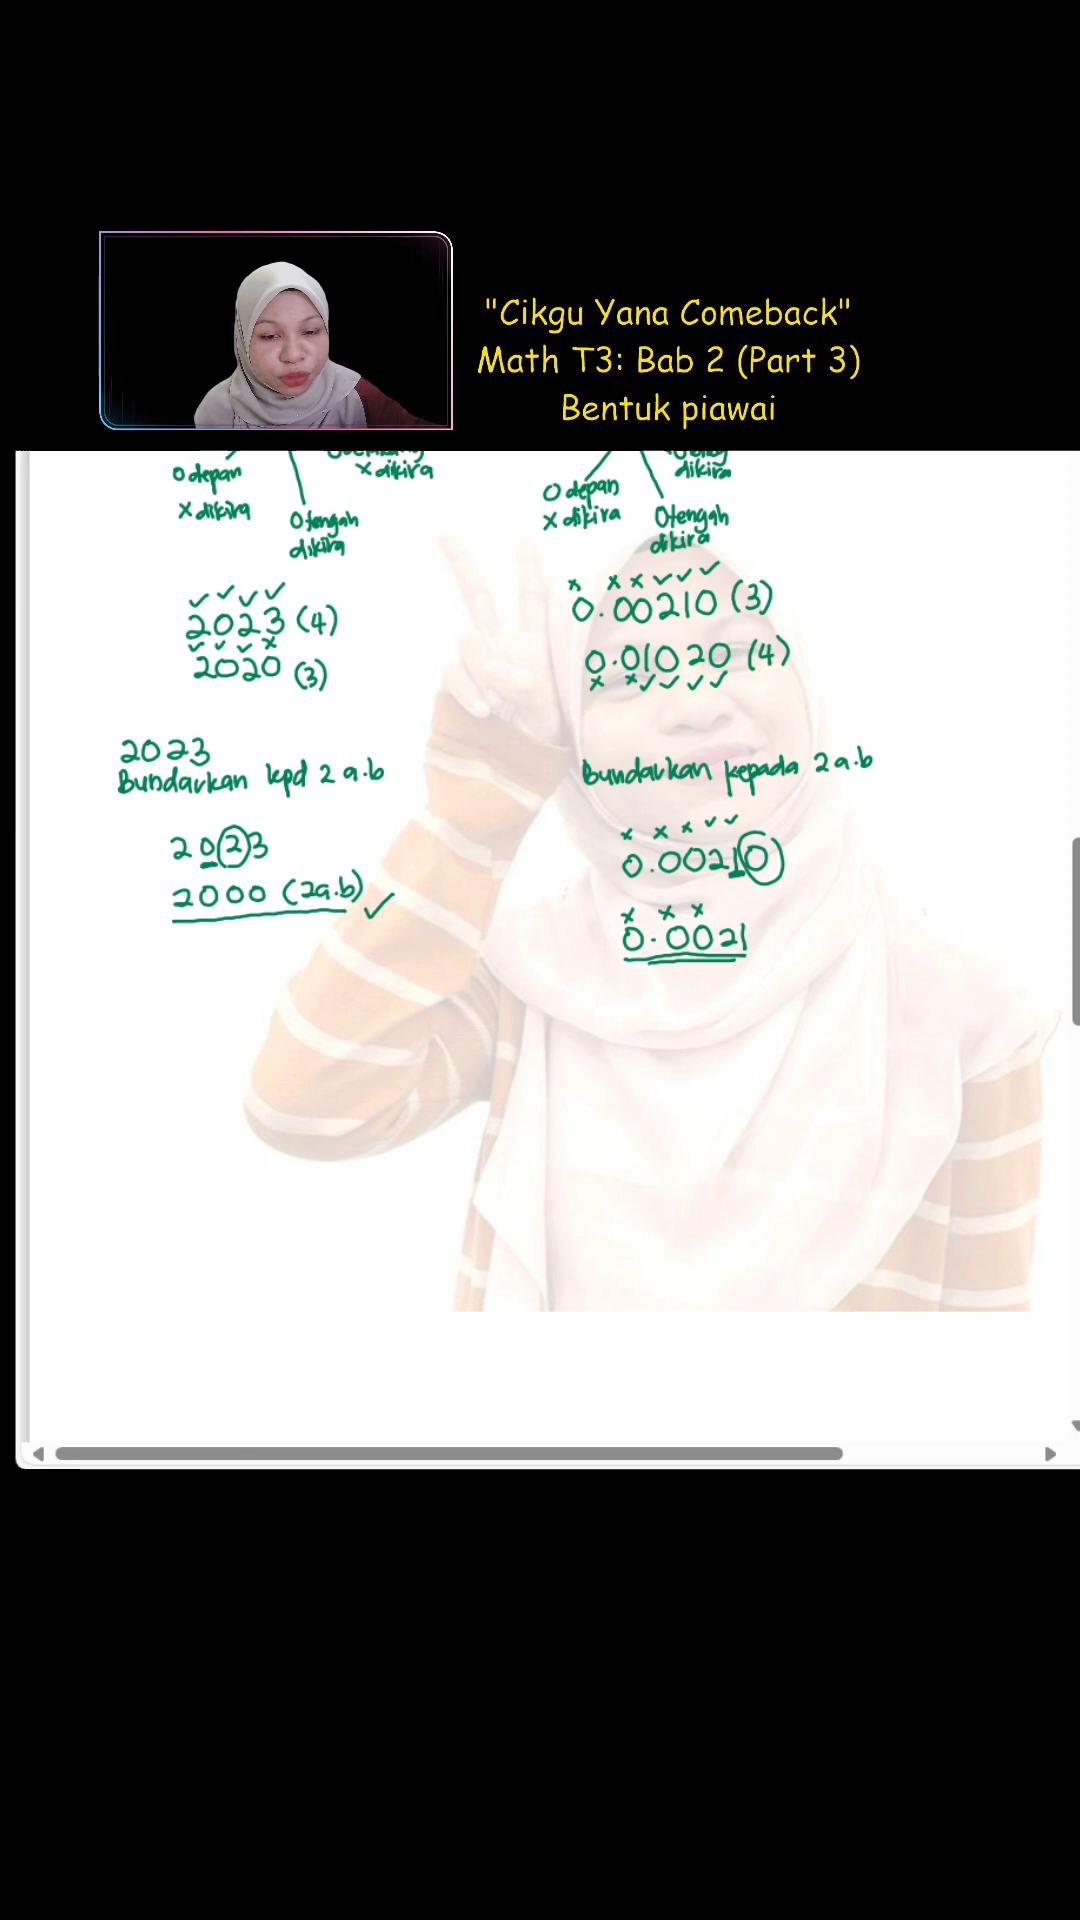 "Cikgu Yana Comeback"
Math T3: Bab 2 (Part 3)
Bentuk piawai
0 depan
x dikira
0 tengah
dikira
x dikira
0 depan
x dikira
0 tengah
dikira
dikira
2023 (4)
2020 (3)
0.00210 (3)
0.01020 (4)
2023
Bundarkan kpd 2 a.b
2023
2000 (2a.b)
Bundarkan kepada 2 a.b
0.00210
0.0021